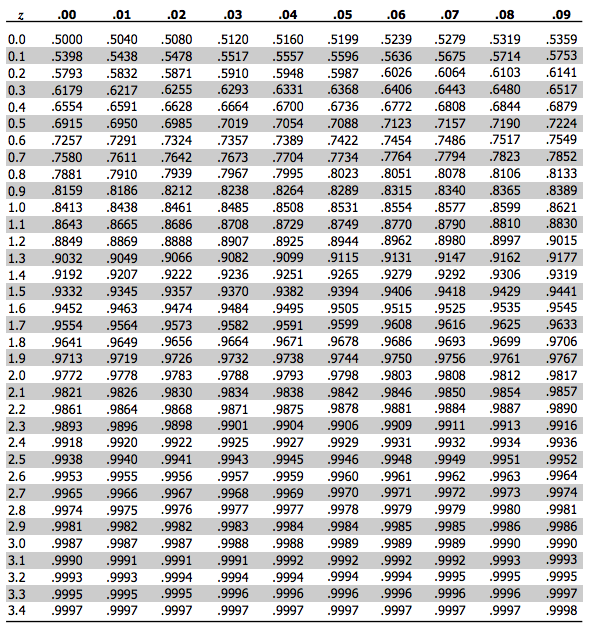 z .00 .01 .02 .03 .04 .05 .06 .07 .08 .09
0.0 .5000 .5040 .5080 .5120 .5160 .5199 .5239 .5279 .5319 .5359
0.1 .5398 .5438 .5478 .5517 .5557 .5596 .5636 .5675 .5714 .5753
0.2 .5793 .5832 .5871 .5910 .5948 .5987 .6026 .6064 .6103 .6141
0.3 .6179 .6217 .6255 .6293 .6331 .6368 .6406 .6443 .6480 .6517
0.4 .6554 .6591 .6628 .6664 .6700 .6736 .6772 .6808 .6844 .6879
0.5 .6915 .6950 .6985 .7019 .7054 .7088 .7123 .7157 .7190 .7224
0.6 .7257 .7291 .7324 .7357 .7389 .7422 .7454 .7486 .7517 .7549
0.7 .7580 .7611 .7642 .7673 .7704 .7734 .7764 .7794 .7823 .7852
0.8 .7881 .7910 .7939 .7967 .7995 .8023 .8051 .8078 .8106 .8133
0.9 .8159 .8186 .8212 .8238 .8264 .8289 .8315 .8340 .8365 .8389
1.0 .8413 .8438 .8461 .8485 .8508 .8531 .8554 .8577 .8599 .8621
1.1 .8643 .8665 .8686 .8708 .8729 .8749 .8770 .8790 .8810 .8830
1.2 .8849 .8869 .8888 .8907 .8925 .8944 .8962 .8980 .8997 .9015
1.3 .9032 .9049 .9066 .9082 .9099 .9115 .9131 .9147 .9162 .9177
1.4 .9192 .9207 .9222 .9236 .9251 .9265 .9279 .9292 .9306 .9319
1.5 .9332 .9345 .9357 .9370 .9382 .9394 .9406 .9418 .9429 .9441
1.6 .9452 .9463 .9474 .9484 .9495 .9505 .9515 .9525 .9535 .9545
1.7 .9554 .9564 .9573 .9582 .9591 .9599 .9608 .9616 .9625 .9633
1.8 .9641 .9649 .9656 .9664 .9671 .9678 .9686 .9693 .9699 .9706
1.9 .9713 .9719 .9726 .9732 .9738 .9744 .9750 .9756 .9761 .9767
2.0 .9772 .9778 .9783 .9788 .9793 .9798 .9803 .9808 .9812 .9817
2.1 .9821 .9826 .9830 .9834 .9838 .9842 .9846 .9850 .9854 .9857
2.2 .9861 .9864 .9868 .9871 .9875 .9878 .9881 .9884 .9887 .9890
2.3 .9893 .9896 .9898 .9901 .9904 .9906 .9909 .9911 .9913 .9916
2.4 .9918 .9920 .9922 .9925 .9927 .9929 .9931 .9932 .9934 .9936
2.5 .9938 .9940 .9941 .9943 .9945 .9946 .9948 .9949 .9951 .9952
2.6 .9953 .9955 .9956 .9957 .9959 .9960 .9961 .9962 .9963 .9964
2.7 .9965 .9966 .9967 .9968 .9969 .9970 .9971 .9972 .9973 .9974
2.8 .9974 .9975 .9976 .9977 .9977 .9978 .9979 .9979 .9980 .9981
2.9 .9981 .9982 .9982 .9983 .9984 .9984 .9985 .9985 .9986 .9986
3.0 .9987 .9987 .9987 .9988 .9988 .9989 .9989 .9989 .9990 .9990
3.1 .9990 .9991 .9991 .9991 .9992 .9992 .9992 .9992 .9993 .9993
3.2 .9993 .9993 .9994 .9994 .9994 .9994 .9994 .9995 .9995 .9995
3.3 .9995 .9995 .9995 .9996 .9996 .9996 .9996 .9996 .9996 .9997
3.4 .9997 .9997 .9997 .9997 .9997 .9997 .9997 .9997 .9997 .9998